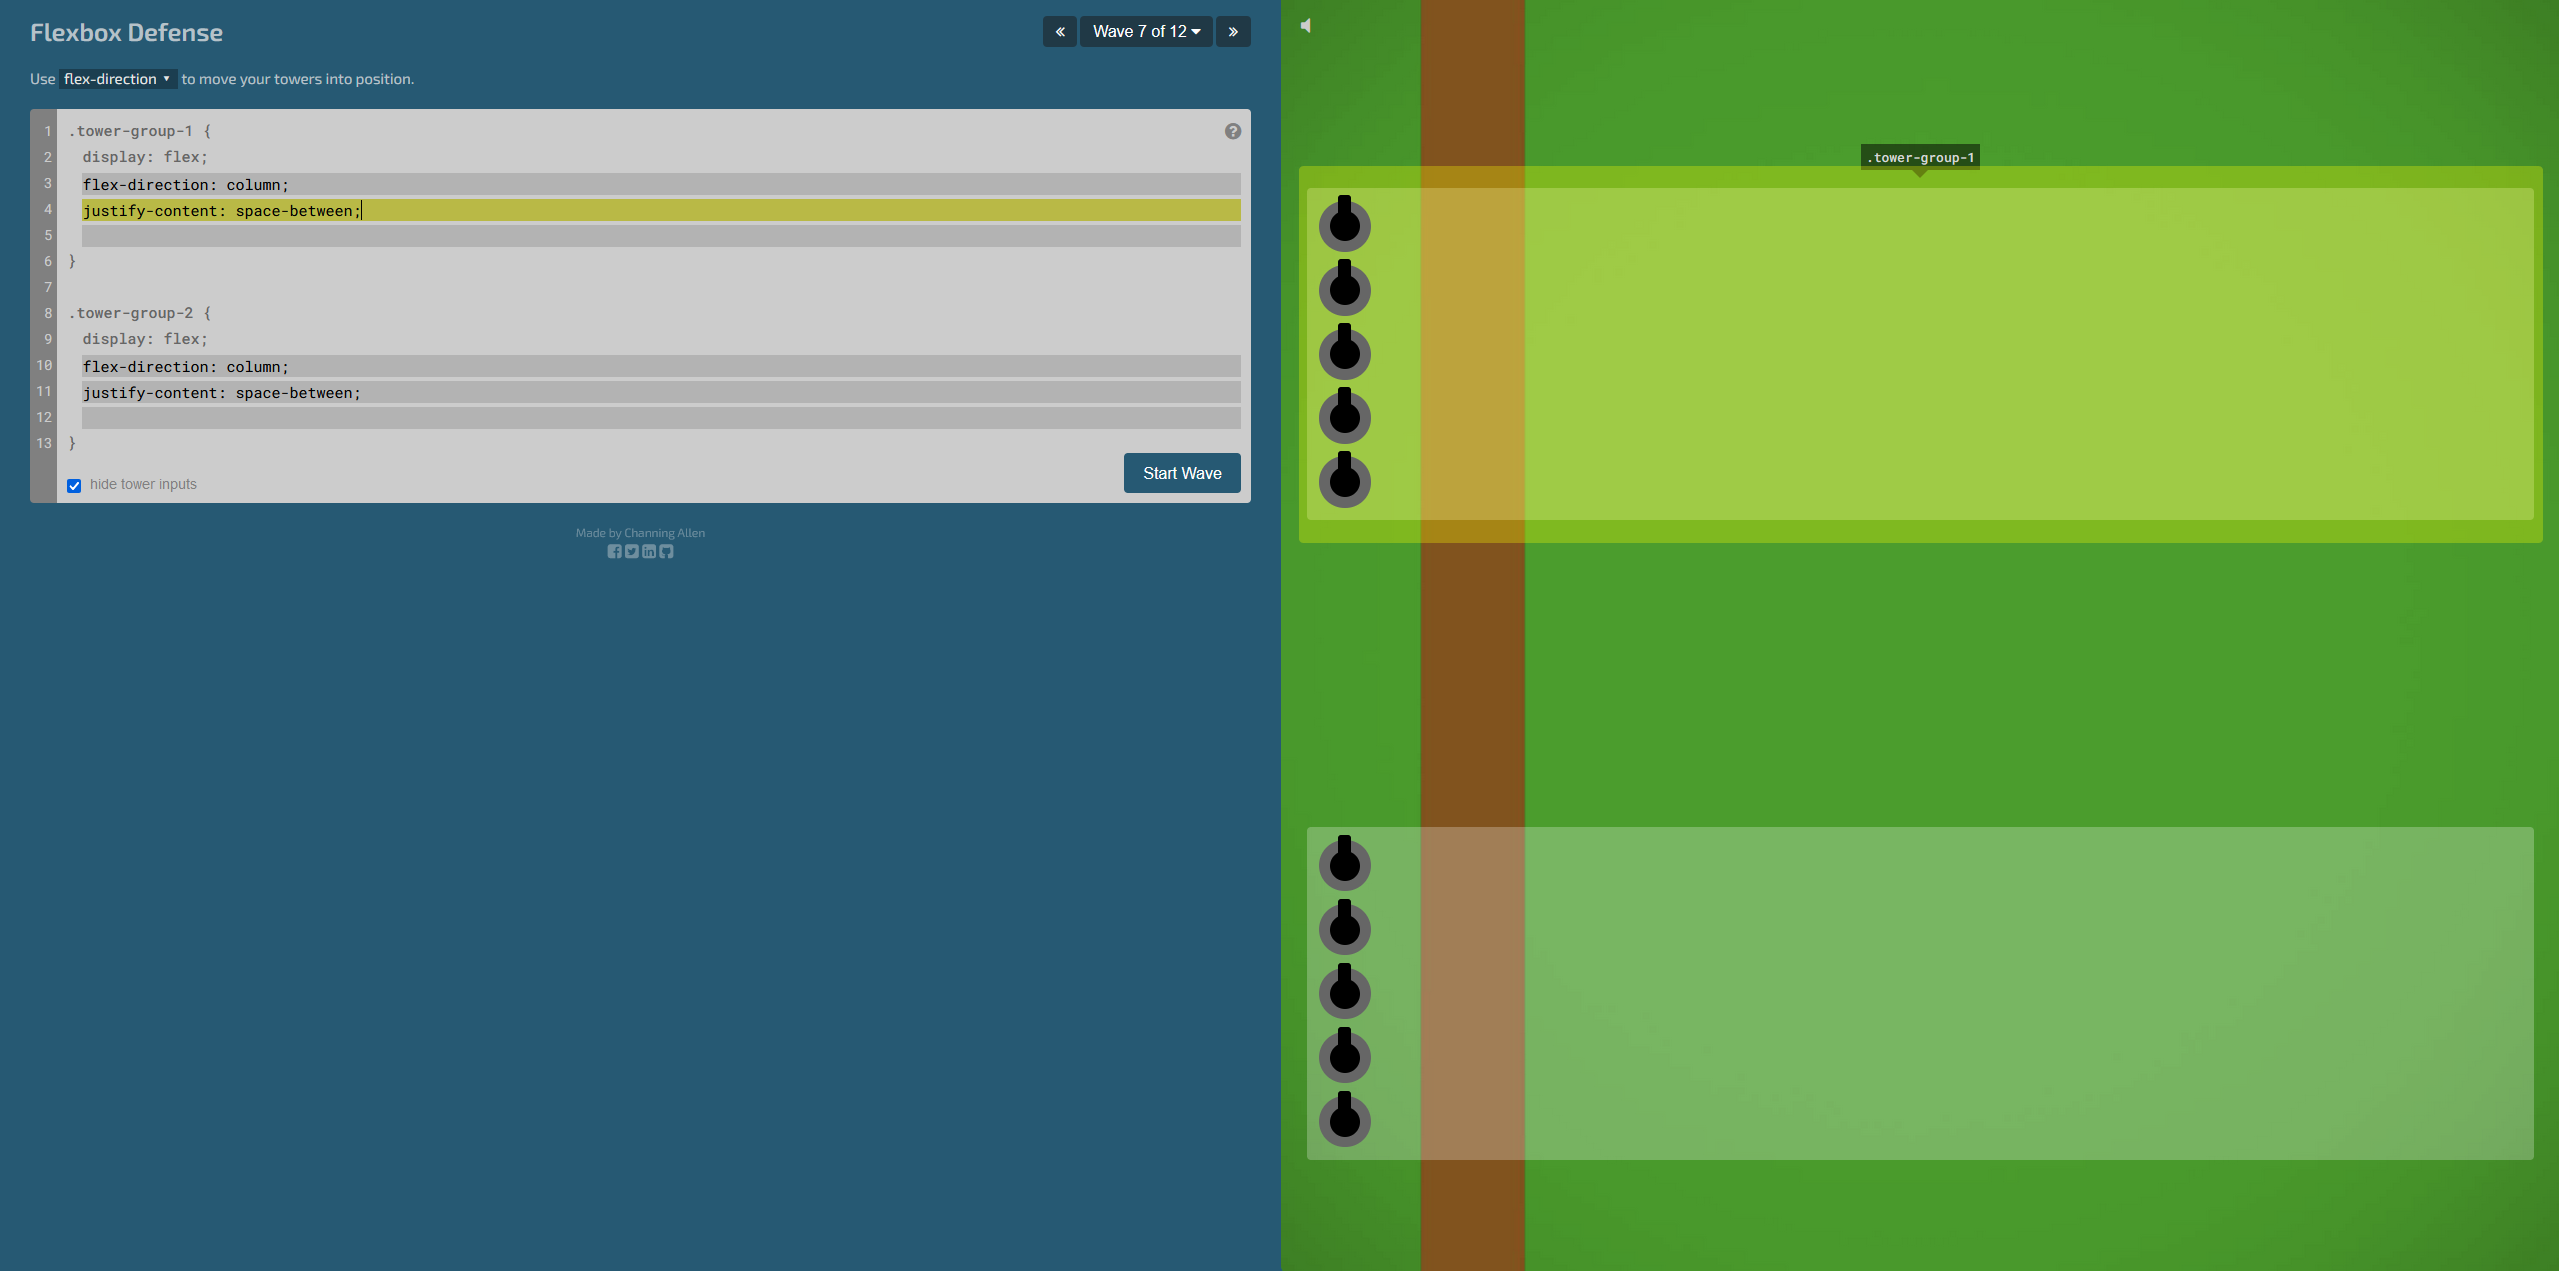 Flexbox Defense
« Wave 7 of 12 »
Use flex-direction to move your towers into position.
1 .tower-group-1 {
2 display: flex;
3 flex-direction: column;
4 justify-content: space-between;
5
6 }
7
8 .tower-group-2 {
9 display: flex;
10 flex-direction: column;
11 justify-content: space-between;
12
13 }
hide tower inputs
Start Wave
Made by Channing Allen
.tower-group-1